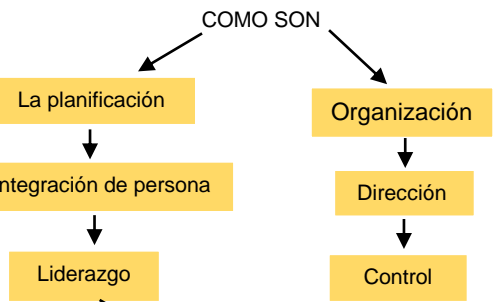 COMO SON
La planificación
Organización
ntegración de persona
Dirección
Liderazgo
Control